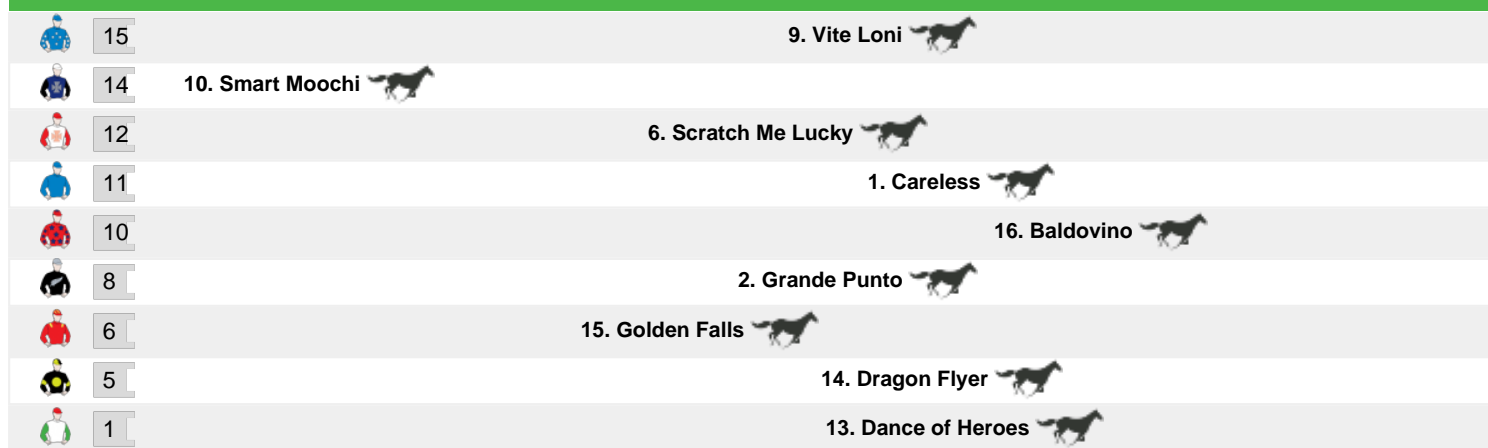 15 9. Vite Loni
14 10. Smart Moochi
12 6. Scratch Me Lucky
11 1. Careless
10 16. Baldovino
8 2. Grande Punto
6 15. Golden Falls
5 14. Dragon Flyer
1 13. Dance of Heroes